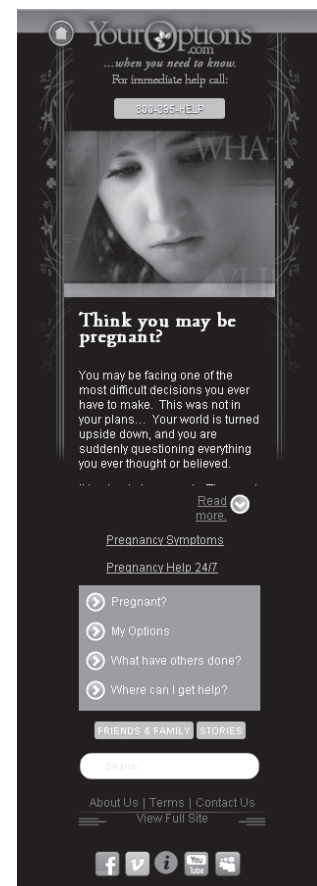 YourOptions
.com
...when you need to know.
For immediate help call:
800-395-HELP
WHAT
Think you may be
pregnant?
You may be facing one of the
most difficult decisions you ever
have to make. This was not in
your plans... Your world is turned
upside down, and you are
suddenly questioning everything
you ever thought or believed.
Read
more.
Pregnancy Symptoms
Pregnancy Help 24/7
Pregnant?
My Options
What have others done?
Where can I get help?
FRIENDS & FAMILY STORIES
Search
About Us | Terms | Contact Us
View Full Site
f v i You Tube